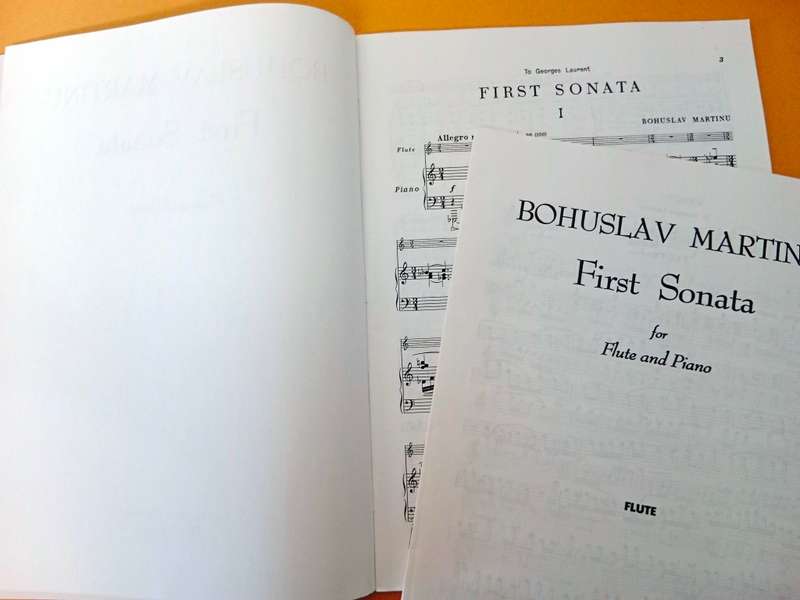 3
To Georges Laurent
FIRST SONATA
I
BOHUSLAV MARTINU
Allegro
Flute
Piano
f
BOHUSLAV MARTIN
First Sonata
for
Flute and Piano
FLUTE